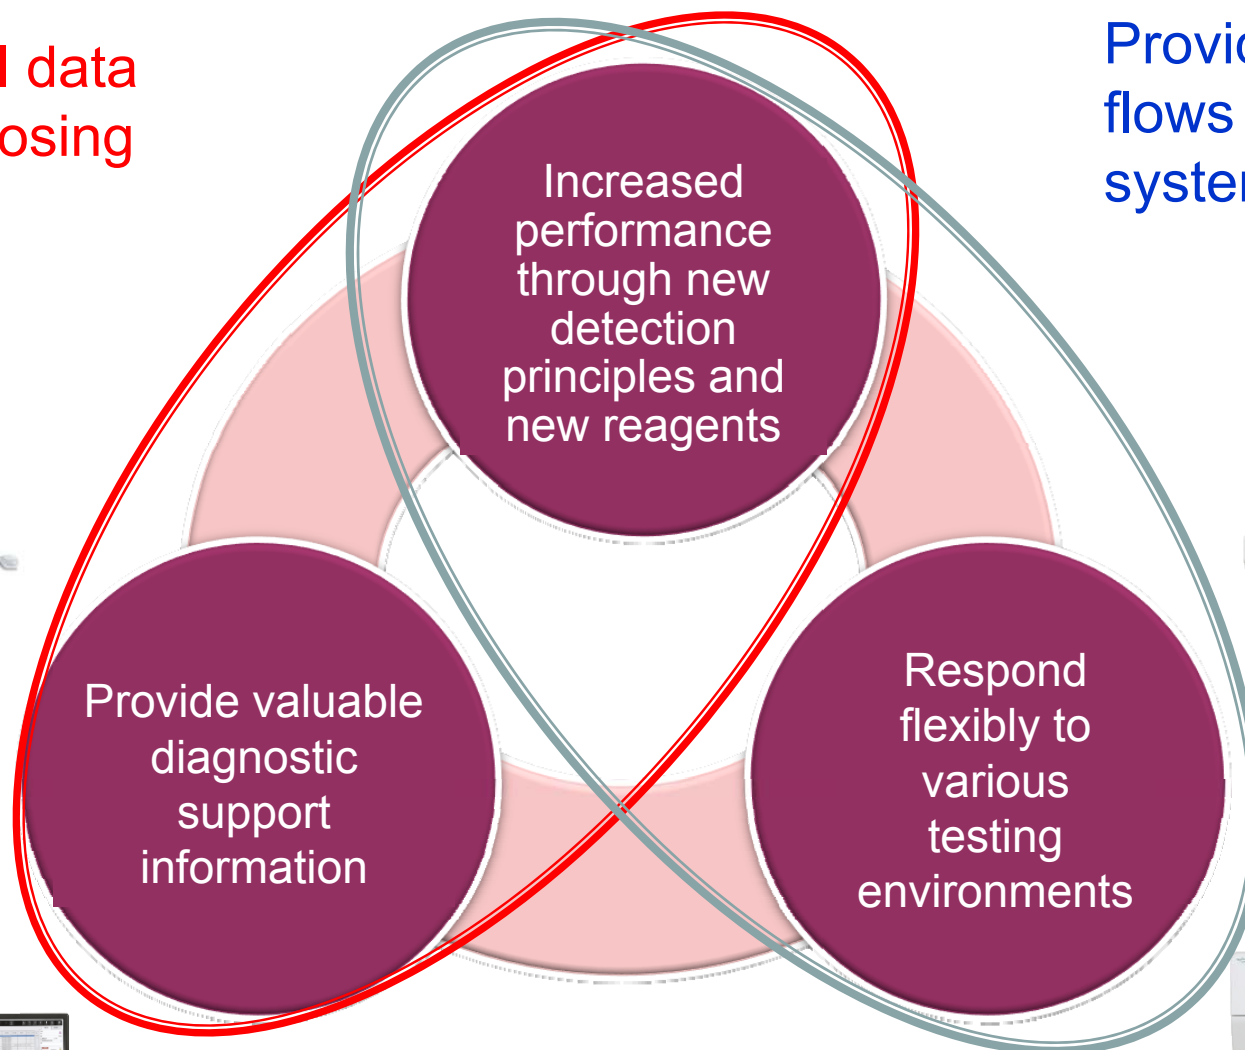 data
Increased
performance
through new
detection
principles and
new reagents
flows
Provide valuable
diagnostic
support
information
Respond
flexibly to
various
testing
environments